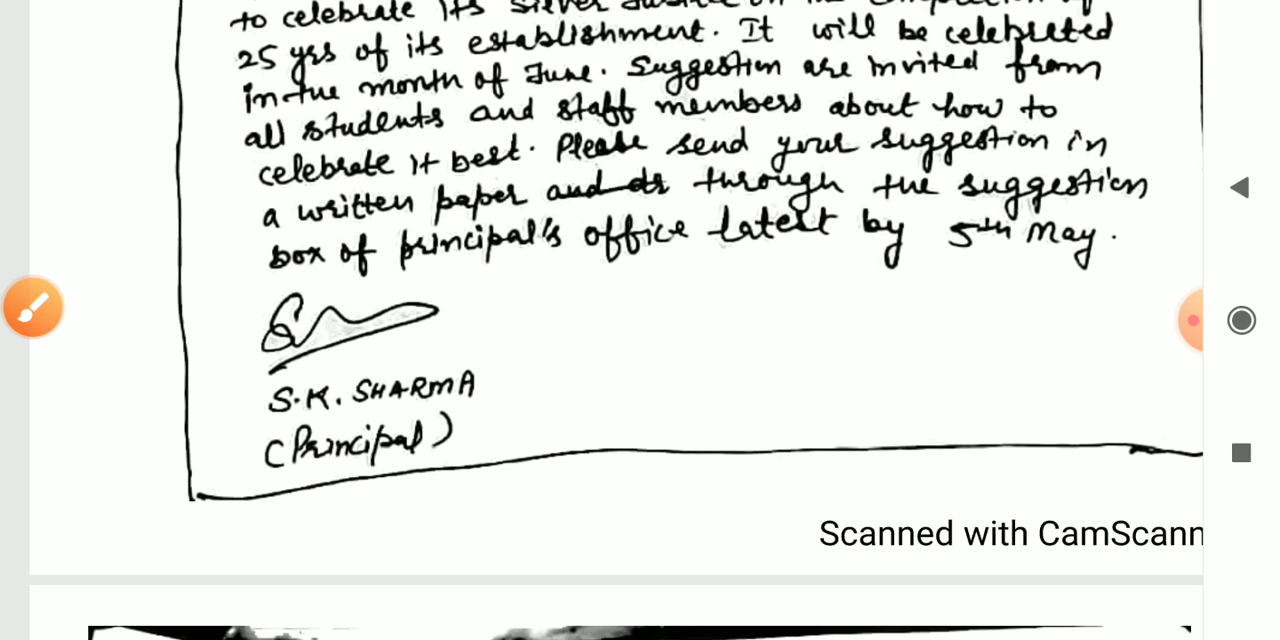 to celebrate its silver
25 yrs of its establishment. It will be celebrated
in the month of June. Suggestion are invited from
all students and staff members about how to
celebrate it best. Please send your suggestion in
a written paper and dr through the suggestion
box of principal's office latest by 5th May.
S.K. SHARMA
(Principal)
Scanned with CamScann